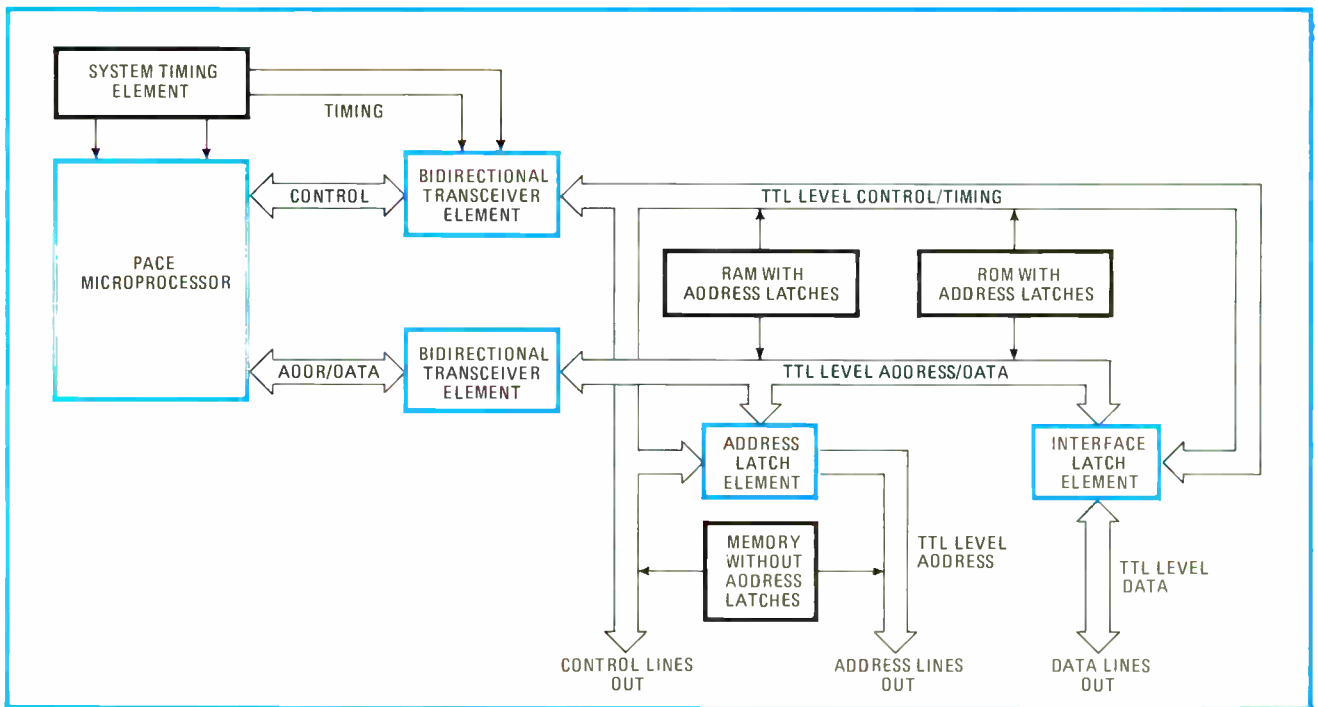 SYSTEM TIMING
ELEMENT
TIMING
PACE
MICROPROCESSOR
CONTROL
BIDIRECTIONAL
TRANSCEIVER
ELEMENT
TTL LEVEL CONTROL/TIMING
RAM WITH
ADDRESS LATCHES
ROM WITH
ADDRESS LATCHES
ADDR/DATA
BIDIRECTIONAL
TRANSCEIVER
ELEMENT
TTL LEVEL ADDRESS/DATA
ADDRESS
LATCH
ELEMENT
INTERFACE
LATCH
ELEMENT
MEMORY
WITHOUT
ADDRESS
LATCHES
TTL LEVEL
ADDRESS
TTL LEVEL
DATA
CONTROL LINES
OUT
ADDRESS LINES
OUT
DATA LINES
OUT